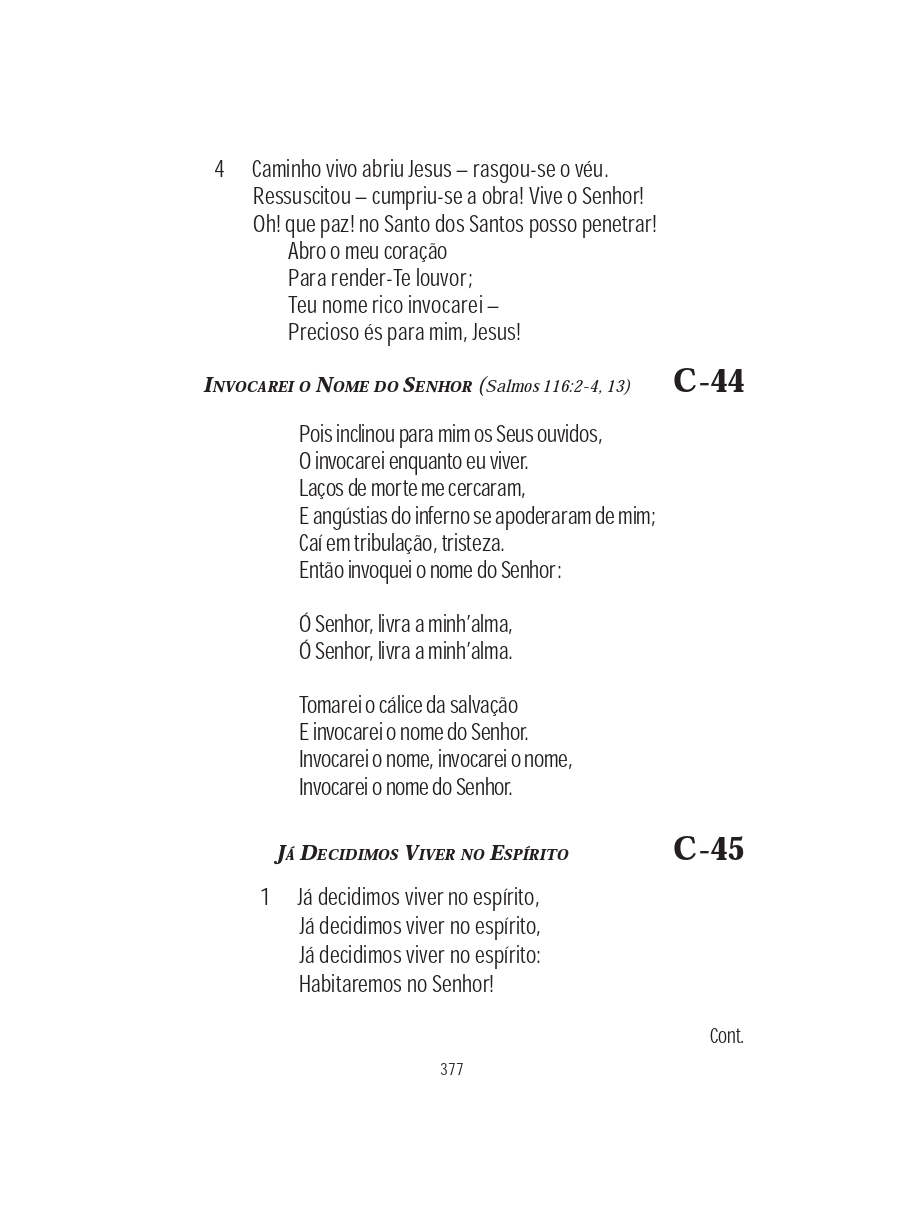 4 Caminho vivo abriu Jesus – rasgou-se o véu.
Ressuscitou – cumpriu-se a obra! Vive o Senhor!
Oh! que paz! no Santo dos Santos posso penetrar!
Abro o meu coração
Para render-Te louvor;
Teu nome rico invocarei –
Precioso és para mim, Jesus!
Invocarei o Nome do Senhor (Salmos 116:2-4, 13) C-44
Pois inclinou para mim os Seus ouvidos,
O invocarei enquanto eu viver.
Laços de morte me cercaram,
E angústias do inferno se apoderaram de mim;
Caí em tribulação, tristeza.
Então invoquei o nome do Senhor:
Ó Senhor, livra a minh’alma,
Ó Senhor, livra a minh’alma.
Tomarei o cálice da salvação
E invocarei o nome do Senhor.
Invocarei o nome, invocarei o nome,
Invocarei o nome do Senhor.
Já Decidimos Viver no Espírito C-45
1 Já decidimos viver no espírito,
Já decidimos viver no espírito,
Já decidimos viver no espírito:
Habitaremos no Senhor!
Cont.
377